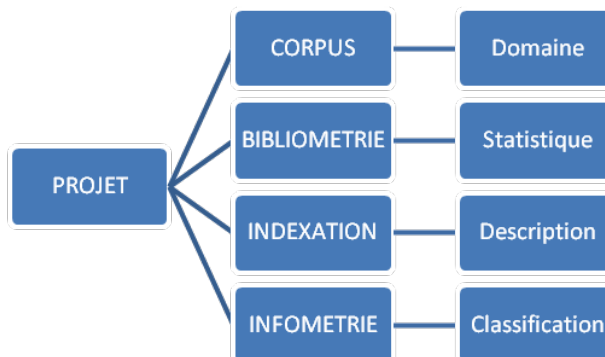 PROJET
CORPUS
Domaine
BIBLIOMETRIE
Statistique
INDEXATION
Description
INFOMETRIE
Classification